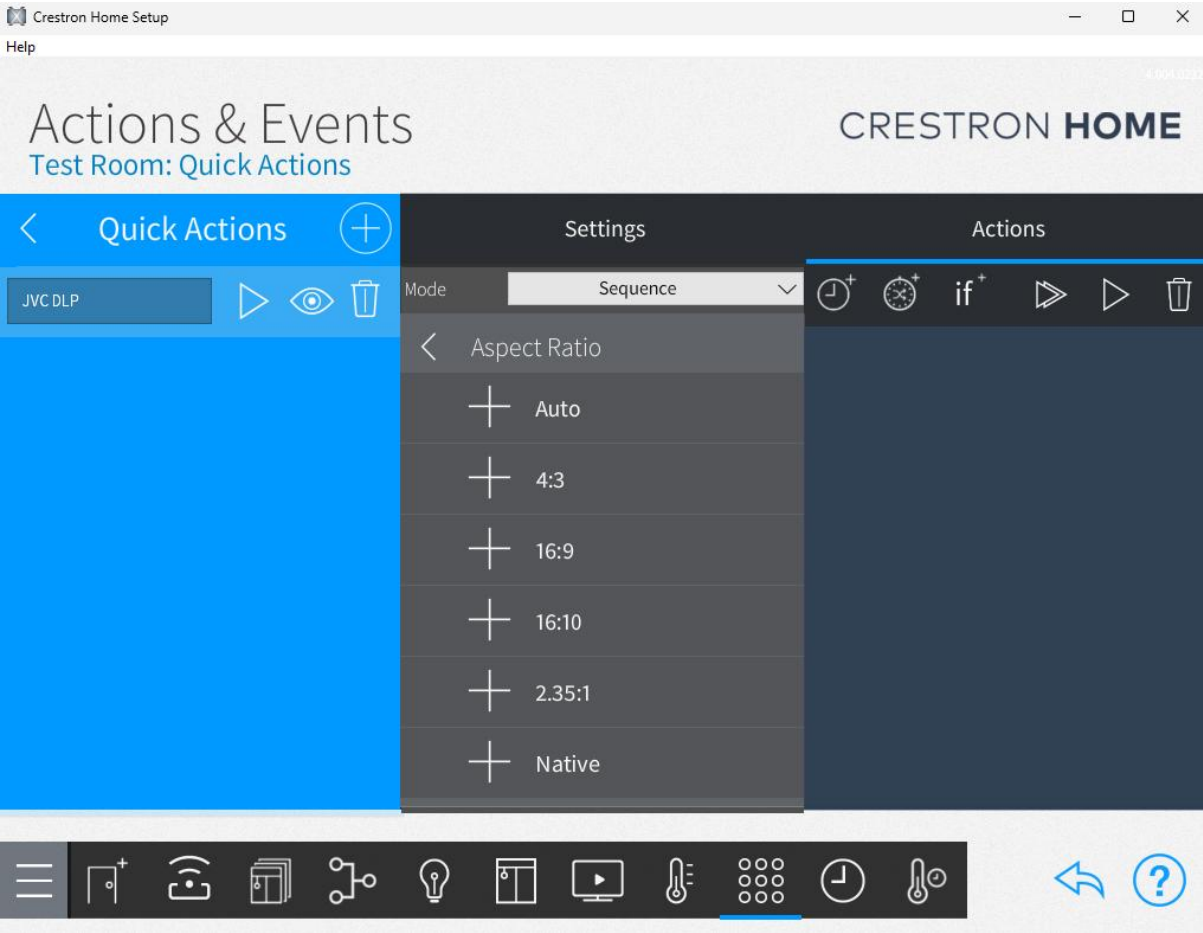 Crestron Home Setup
Help
Actions & Events
CRESTRON HOME
Test Room: Quick Actions
Quick Actions
Settings
Actions
JVC DLP
Mode
Sequence
if
Aspect Ratio
Auto
4:3
16:9
16:10
2.35:1
Native
?